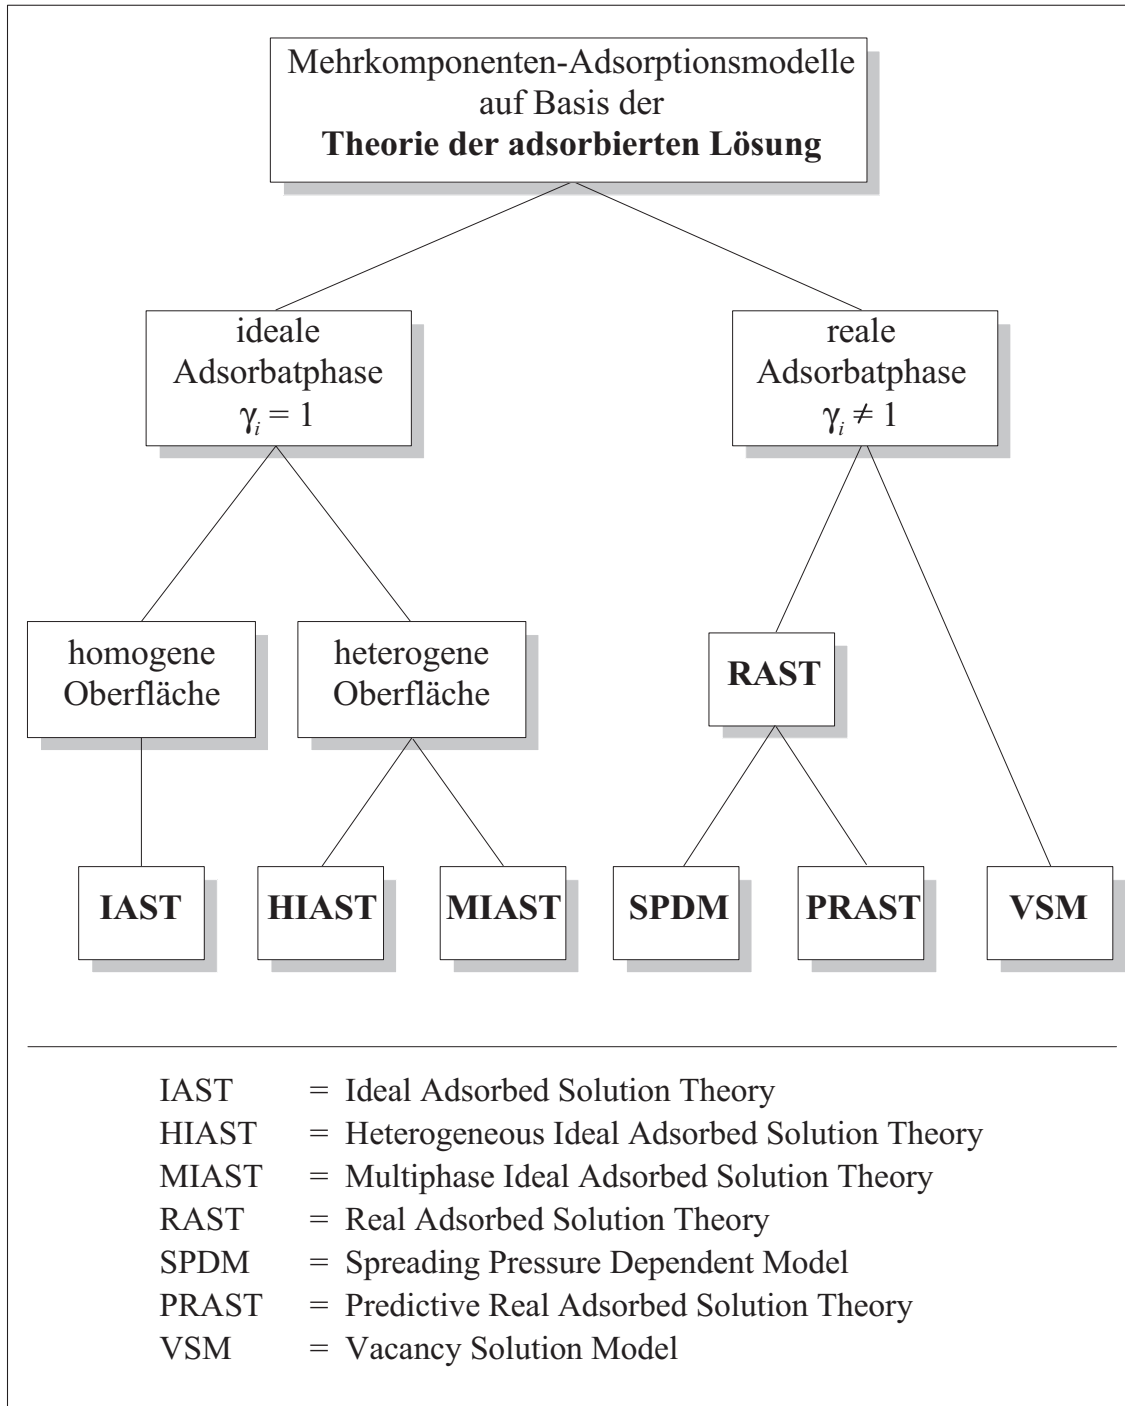 Mehrkomponenten-Adsorptionsmodelle
auf Basis der
Theorie der adsorbierten Lösung
ideale
Adsorbatphase
γi = 1
reale
Adsorbatphase
γi ≠ 1
homogene
Oberfläche
heterogene
Oberfläche
RAST
IAST
HIAST
MIAST
SPDM
PRAST
VSM
IAST = Ideal Adsorbed Solution Theory
HIAST = Heterogeneous Ideal Adsorbed Solution Theory
MIAST = Multiphase Ideal Adsorbed Solution Theory
RAST = Real Adsorbed Solution Theory
SPDM = Spreading Pressure Dependent Model
PRAST = Predictive Real Adsorbed Solution Theory
VSM = Vacancy Solution Model